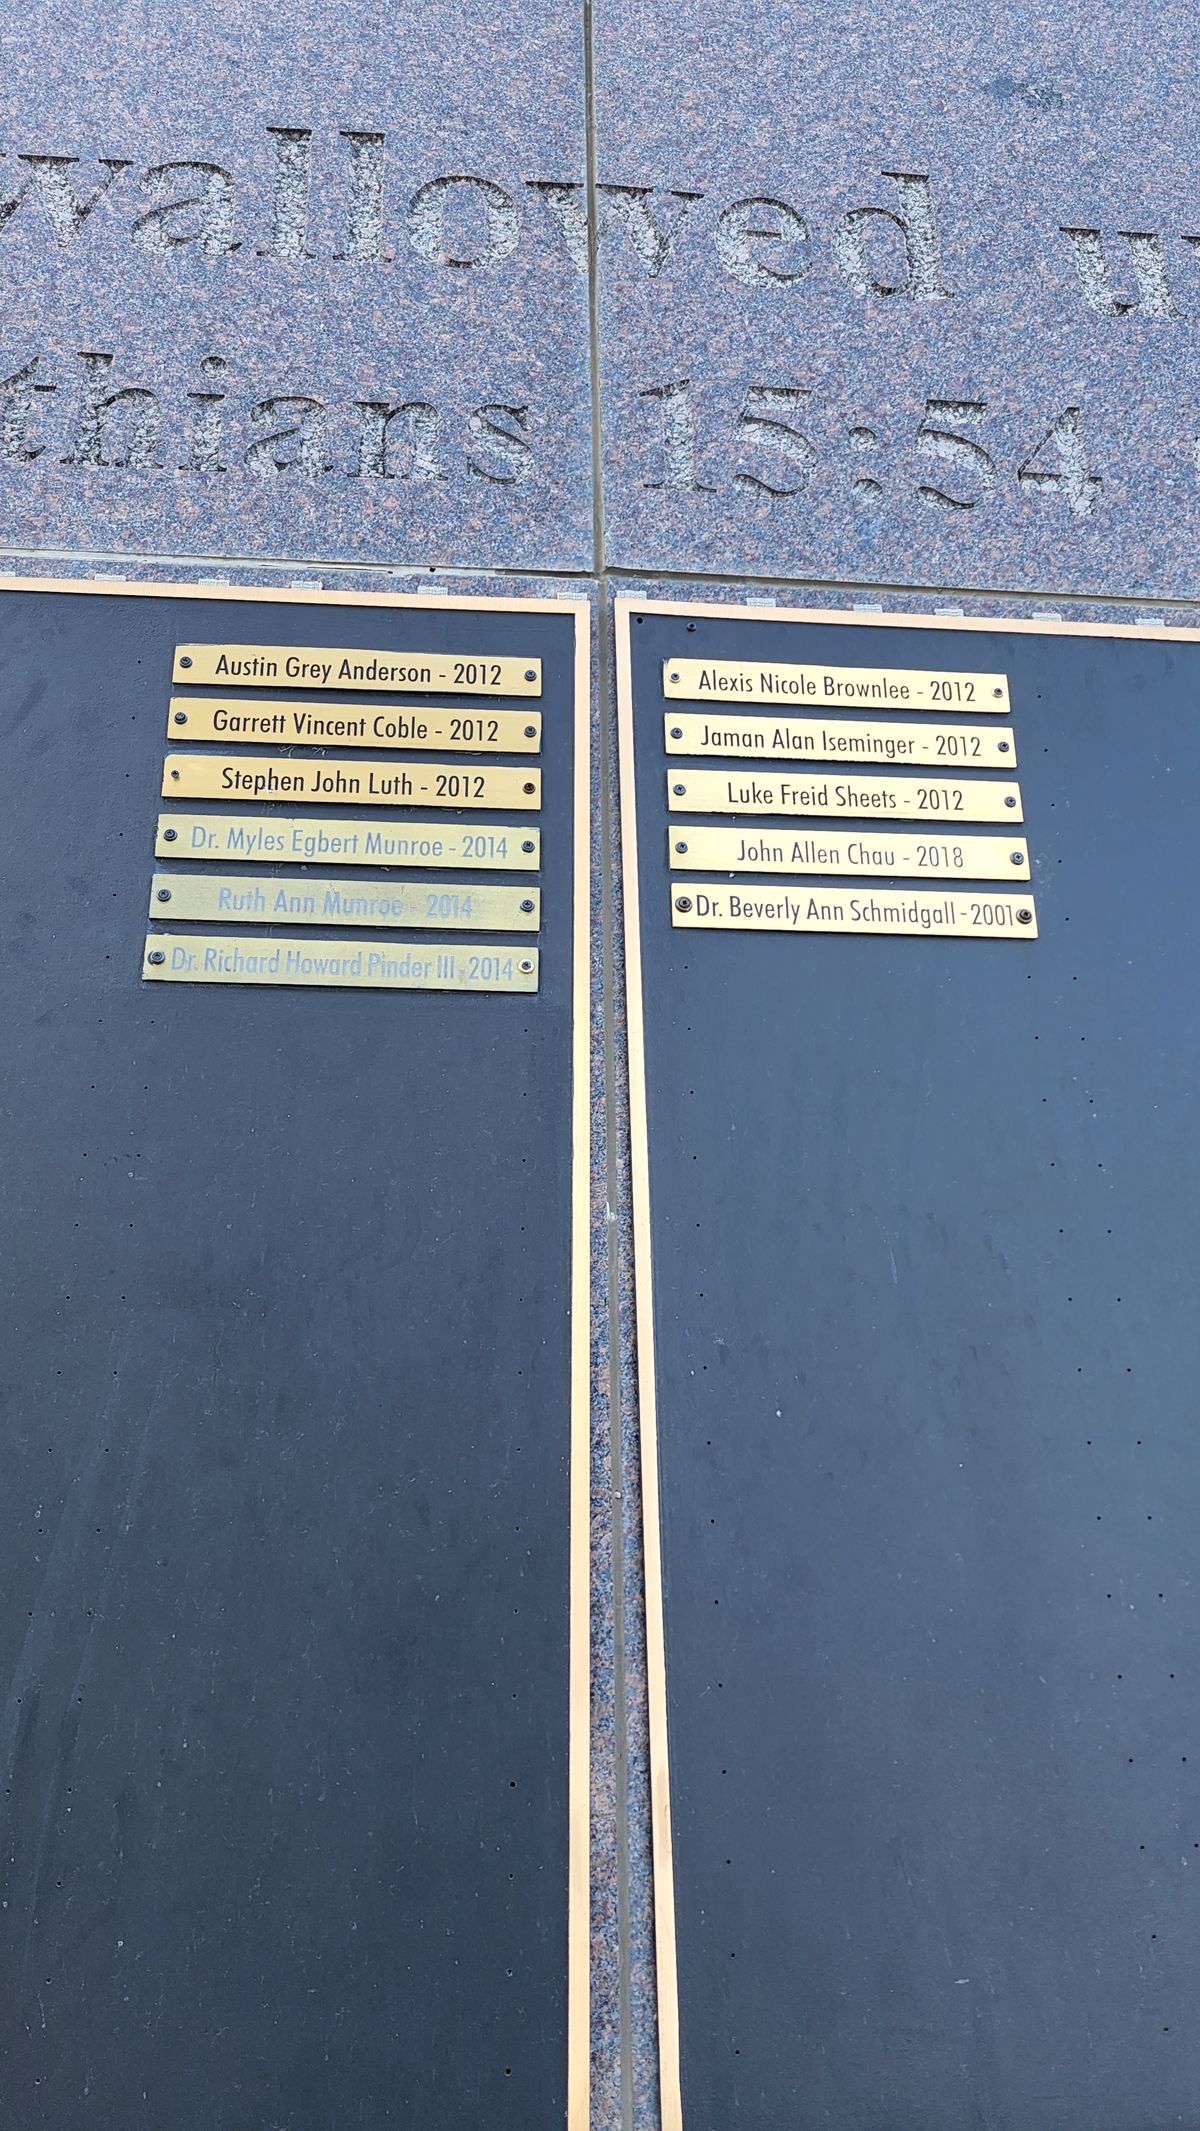 wallowed u
thians 15:54
Austin Grey Anderson - 2012
Garrett Vincent Coble - 2012
Stephen John Luth - 2012
Dr. Myles Egbert Munroe - 2014
Ruth Ann Munroe - 2014
Dr. Richard Howard Pinder III - 2014
Alexis Nicole Brownlee - 2012
Jaman Alan Iseminger - 2012
Luke Freid Sheets - 2012
John Allen Chau - 2018
Dr. Beverly Ann Schmidgall - 2001